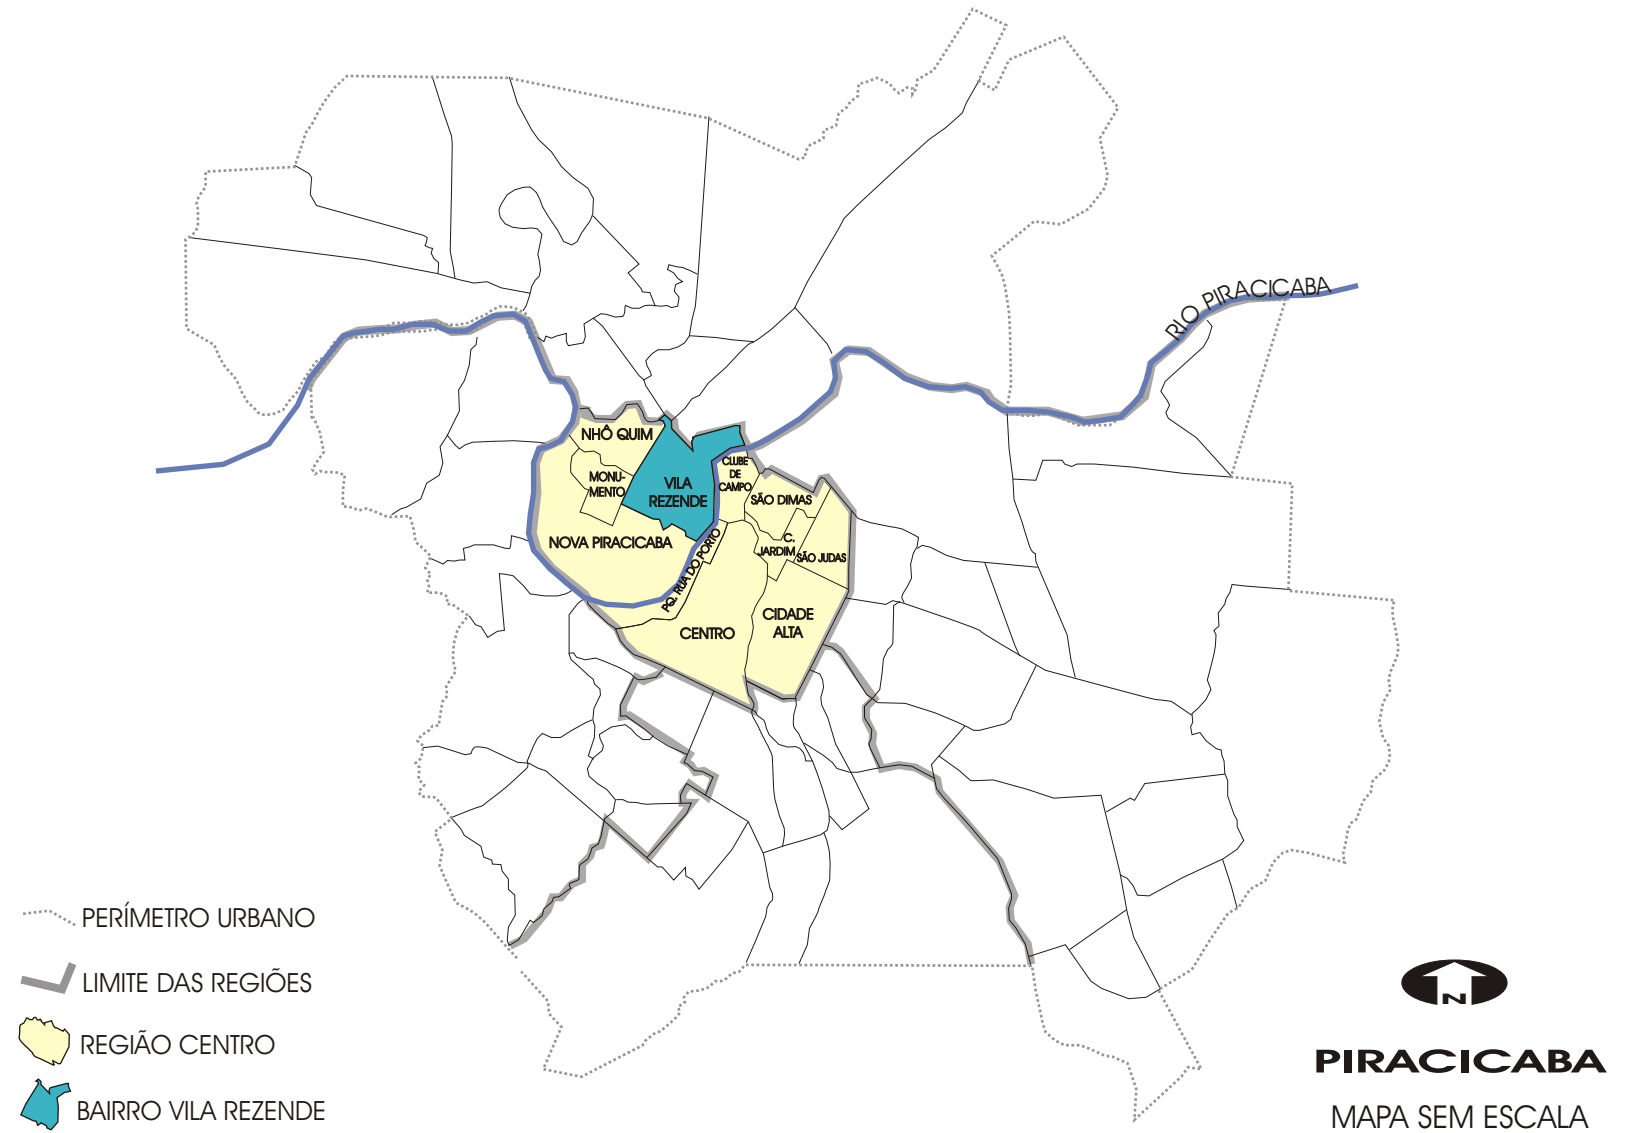 RIO PIRACICABA
NHÔ QUIM
MONU-
MENTO
VILA
REZENDE
CLUBE
DE
CAMPO
SÃO DIMAS
NOVA PIRACICABA
C.
JARDIM
SÃO JUDAS
PQ. RUA DO PORTO
CENTRO
CIDADE
ALTA
PERÍMETRO URBANO
LIMITE DAS REGIÕES
REGIÃO CENTRO
BAIRRO VILA REZENDE
N
PIRACICABA
MAPA SEM ESCALA